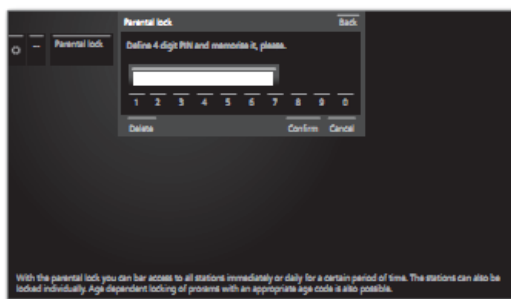 Parental lock
Back
Parental lock
Define 4 digit PIN and memorise it, please.
1 2 3 4 5 6 7 8 9 0
Delete
Confirm
Cancel
With the parental lock you can bar access to all stations immediately or daily for a certain period of time. The stations can also be
locked individually. Age dependent locking of prorems with an appropriate age code is also possible.